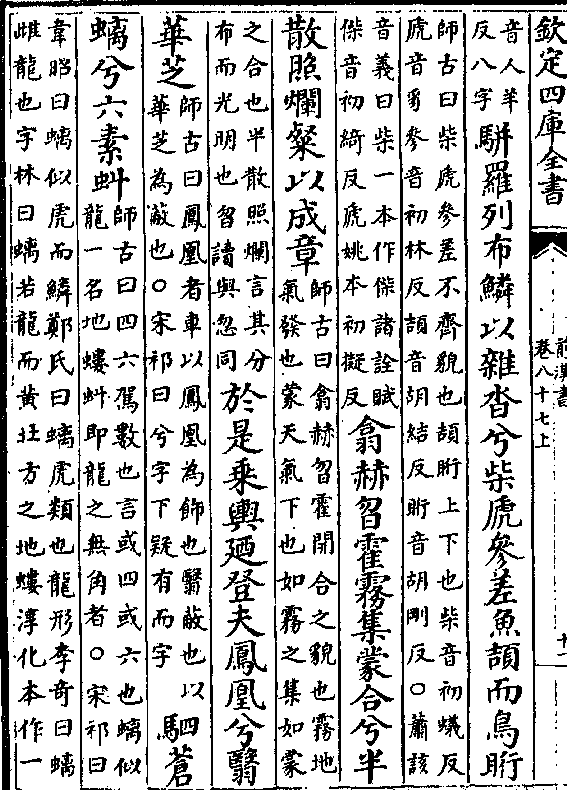 欽定四庫全書
前漢書
卷八十七上
十二
音人羊
反八字
駢羅列布鱗以雜沓兮柴虒參差魚頡而鳥䀪
師古曰柴虒參差不齊貌也頡䀪上下也柴音初蟻反
虒音豸參音初林反頡音胡結反䀪音胡剛反○蕭該
音義曰柴一本作傑諸詮賦
傑音初綺反虒姚本初擬反
翕赫曶霍霧集蒙合兮半
散照爛粲以成章
師古曰翕赫曶霍開合之貌也霧地
氣發也蒙天氣下也如霧之集如蒙
之合也半散照爛言其分
布而光明也曶讀與忽同
於是乘輿廼登夫鳳凰兮翳
華芝
師古曰鳳凰者車以鳳凰為飾也翳蔽也以
華芝為蔽也○宋祁曰兮字下疑有而字
駟蒼
螭兮六素虯
師古曰四六駕數也言或四或六也螭似
龍一名地螻虯即龍之無角者○宋祁曰
韋昭曰螭似虎而鱗鄭氏曰螭虎類也龍形李奇曰螭
雌龍也字林曰螭若龍而黃北方之地螻淳化本作一